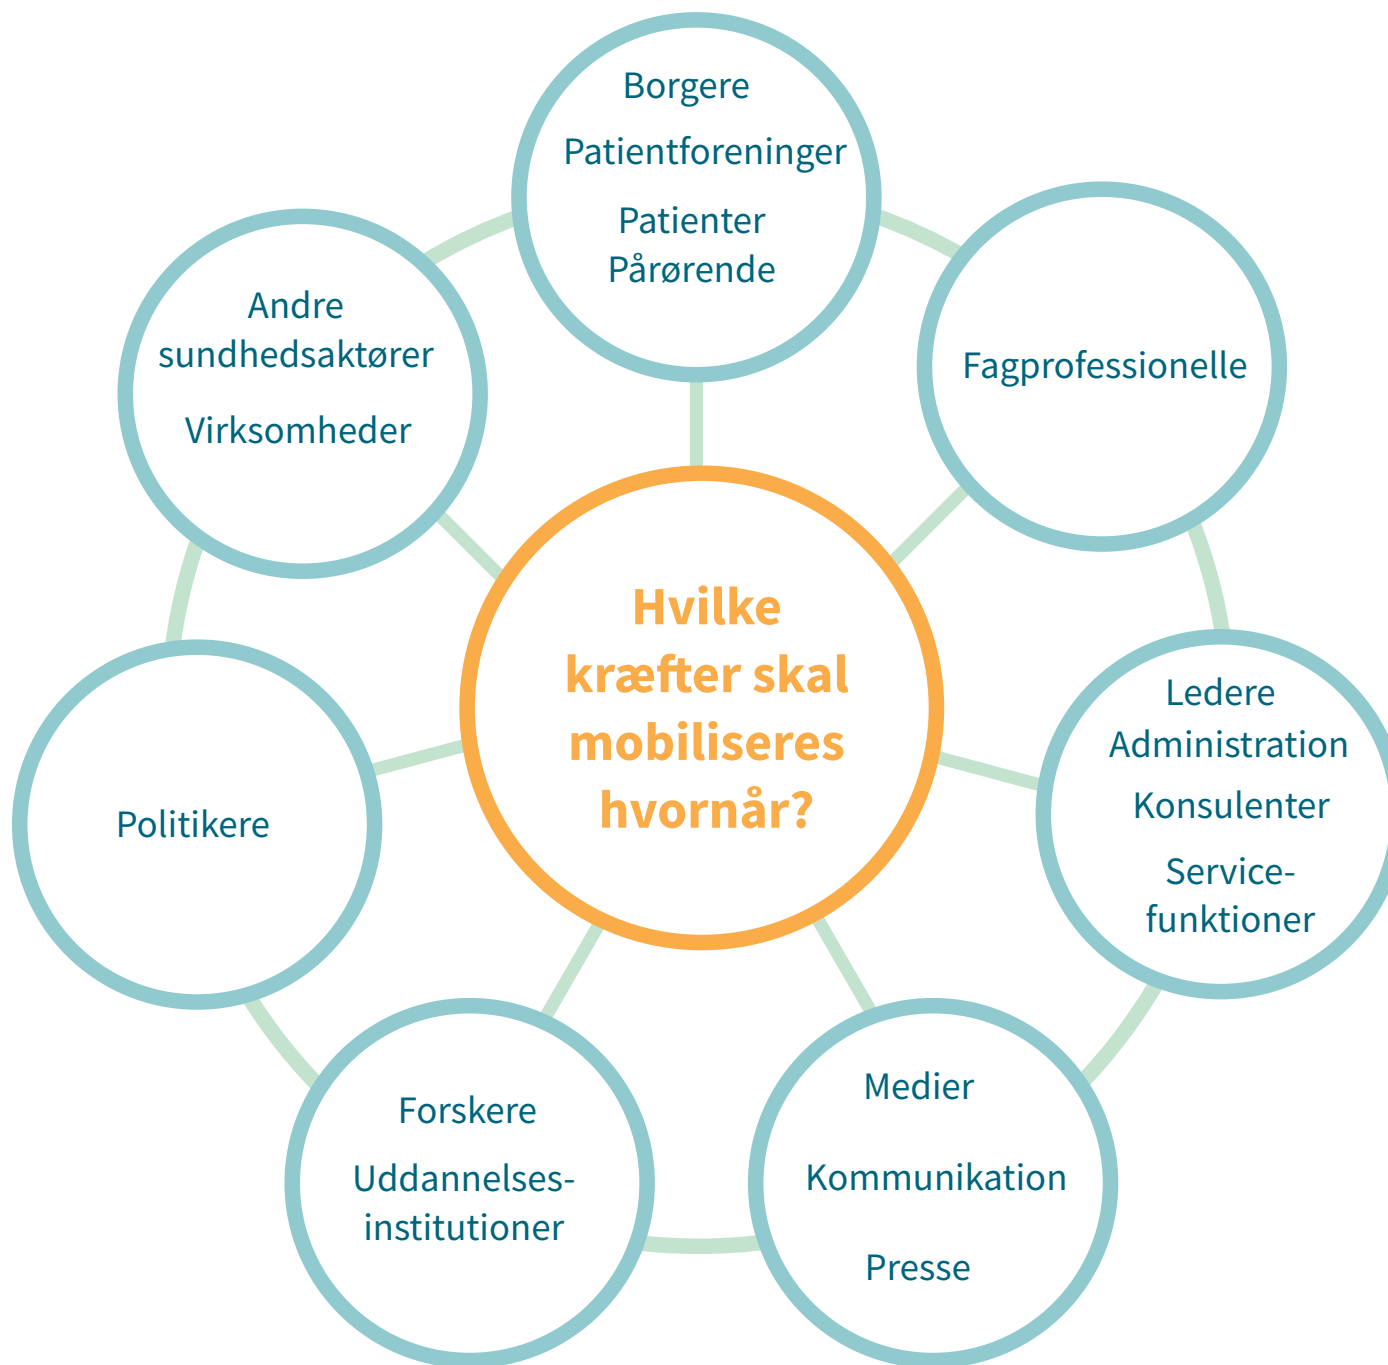 Borgere
Patientforeninger
Patienter
Pårørende
Fagprofessionelle
Ledere
Administration
Konsulenter
Service-
funktioner
Medier
Kommunikation
Presse
Forskere
Uddannelses-
institutioner
Politikere
Andre
sundhedsaktører
Virksomheder
Hvilke
kræfter skal
mobiliseres
hvornår?